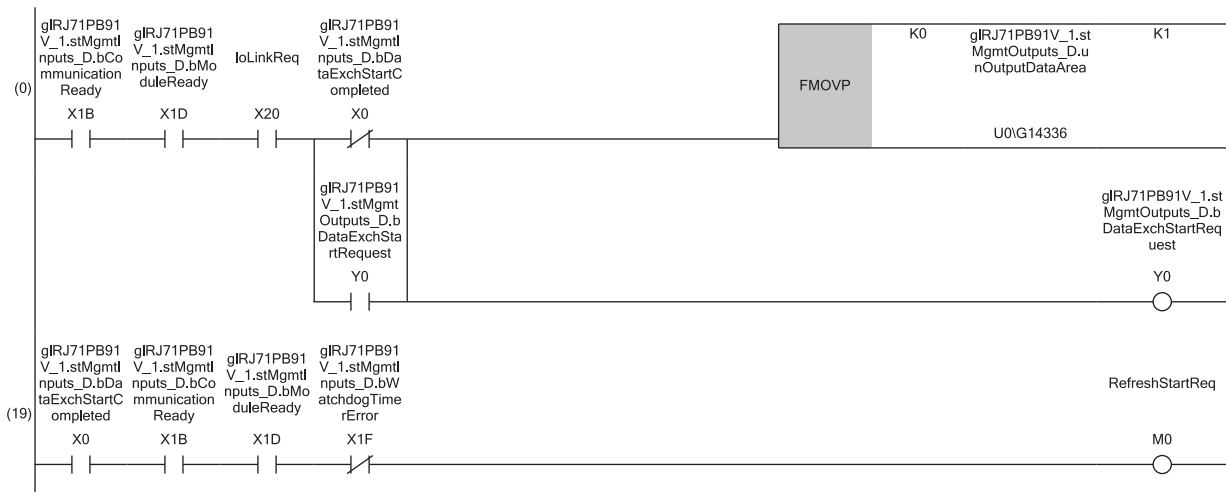 gIRJ71PB91
V_1.stMgmtI
nputs_D.bCo
mmunication
Ready
X1B
gIRJ71PB91
V_1.stMgmtI
nputs_D.bMo
duleReady
X1D
IoLinkReq
X20
gIRJ71PB91
V_1.stMgmtI
nputs_D.bDa
taExchStartC
ompleted
X0
(0)
FMOVP
K0
gIRJ71PB91V_1.st
MgmtOutputs_D.u
nOutputDataArea
U0\G14336
K1
gIRJ71PB91
V_1.stMgmt
Outputs_D.b
DataExchSta
rtRequest
Y0
gIRJ71PB91V_1.st
MgmtOutputs_D.b
DataExchStartReq
uest
Y0
gIRJ71PB91
V_1.stMgmtI
nputs_D.bDa
taExchStartC
ompleted
X0
gIRJ71PB91
V_1.stMgmtI
nputs_D.bCo
mmunication
Ready
X1B
gIRJ71PB91
V_1.stMgmtI
nputs_D.bMo
duleReady
X1D
gIRJ71PB91
V_1.stMgmtI
nputs_D.bW
atchdogTime
rError
X1F
(19)
RefreshStartReq
M0